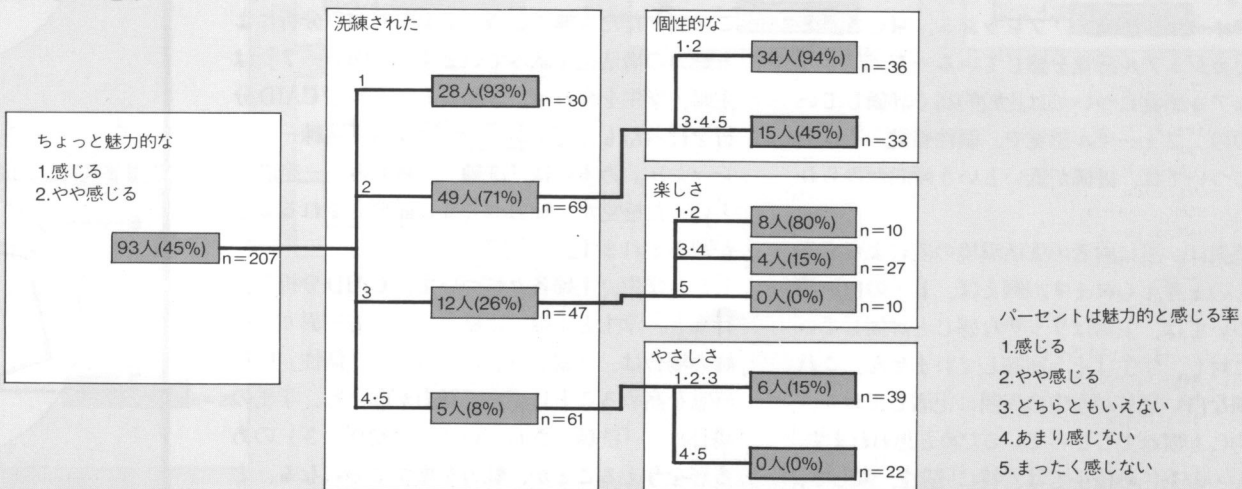 ちょっと魅力的な
1.感じる
2.やや感じる
93人(45%)
n=207
洗練された
1
28人(93%)
n=30
2
49人(71%)
n=69
3
12人(26%)
n=47
4・5
5人(8%)
n=61
個性的な
1・2
34人(94%)
n=36
3・4・5
15人(45%)
n=33
楽しさ
1・2
8人(80%)
n=10
3・4
4人(15%)
n=27
5
0人(0%)
n=10
やさしさ
1・2・3
6人(15%)
n=39
4・5
0人(0%)
n=22
パーセントは魅力的と感じる率
1.感じる
2.やや感じる
3.どちらともいえない
4.あまり感じない
5.まったく感じない